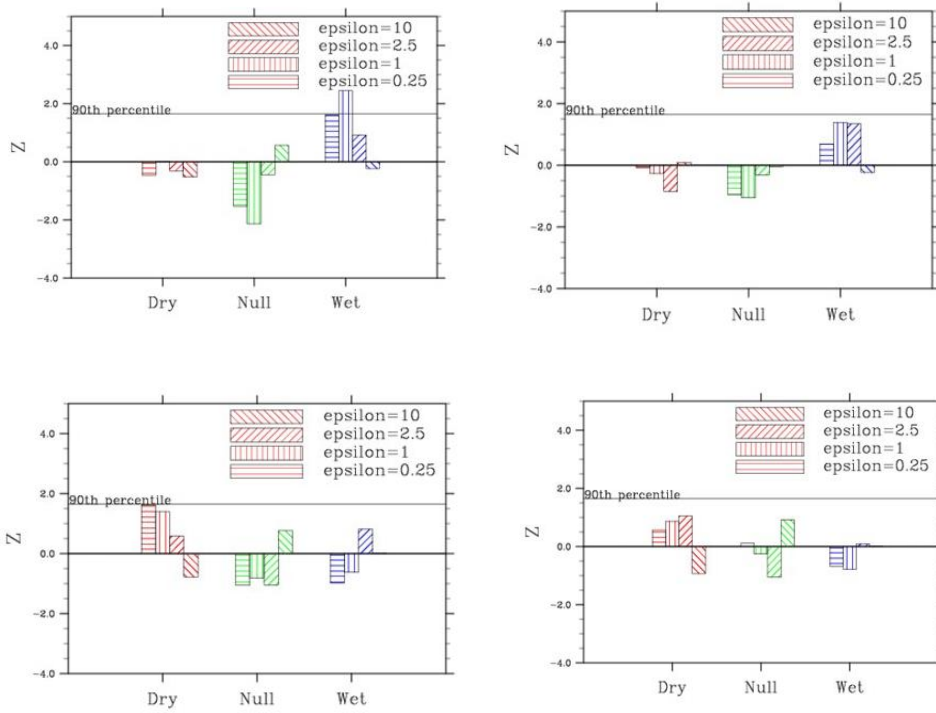 epsilon=10
epsilon=2.5
epsilon=1
epsilon=0.25
4.0
2.0
0.0
-2.0
-4.0
90th percentile
Z
Dry Null Wet
epsilon=10
epsilon=2.5
epsilon=1
epsilon=0.25
4.0
2.0
0.0
-2.0
-4.0
90th percentile
Z
Dry Null Wet
epsilon=10
epsilon=2.5
epsilon=1
epsilon=0.25
4.0
2.0
0.0
-2.0
-4.0
90th percentile
Z
Dry Null Wet
epsilon=10
epsilon=2.5
epsilon=1
epsilon=0.25
4.0
2.0
0.0
-2.0
-4.0
90th percentile
Z
Dry Null Wet